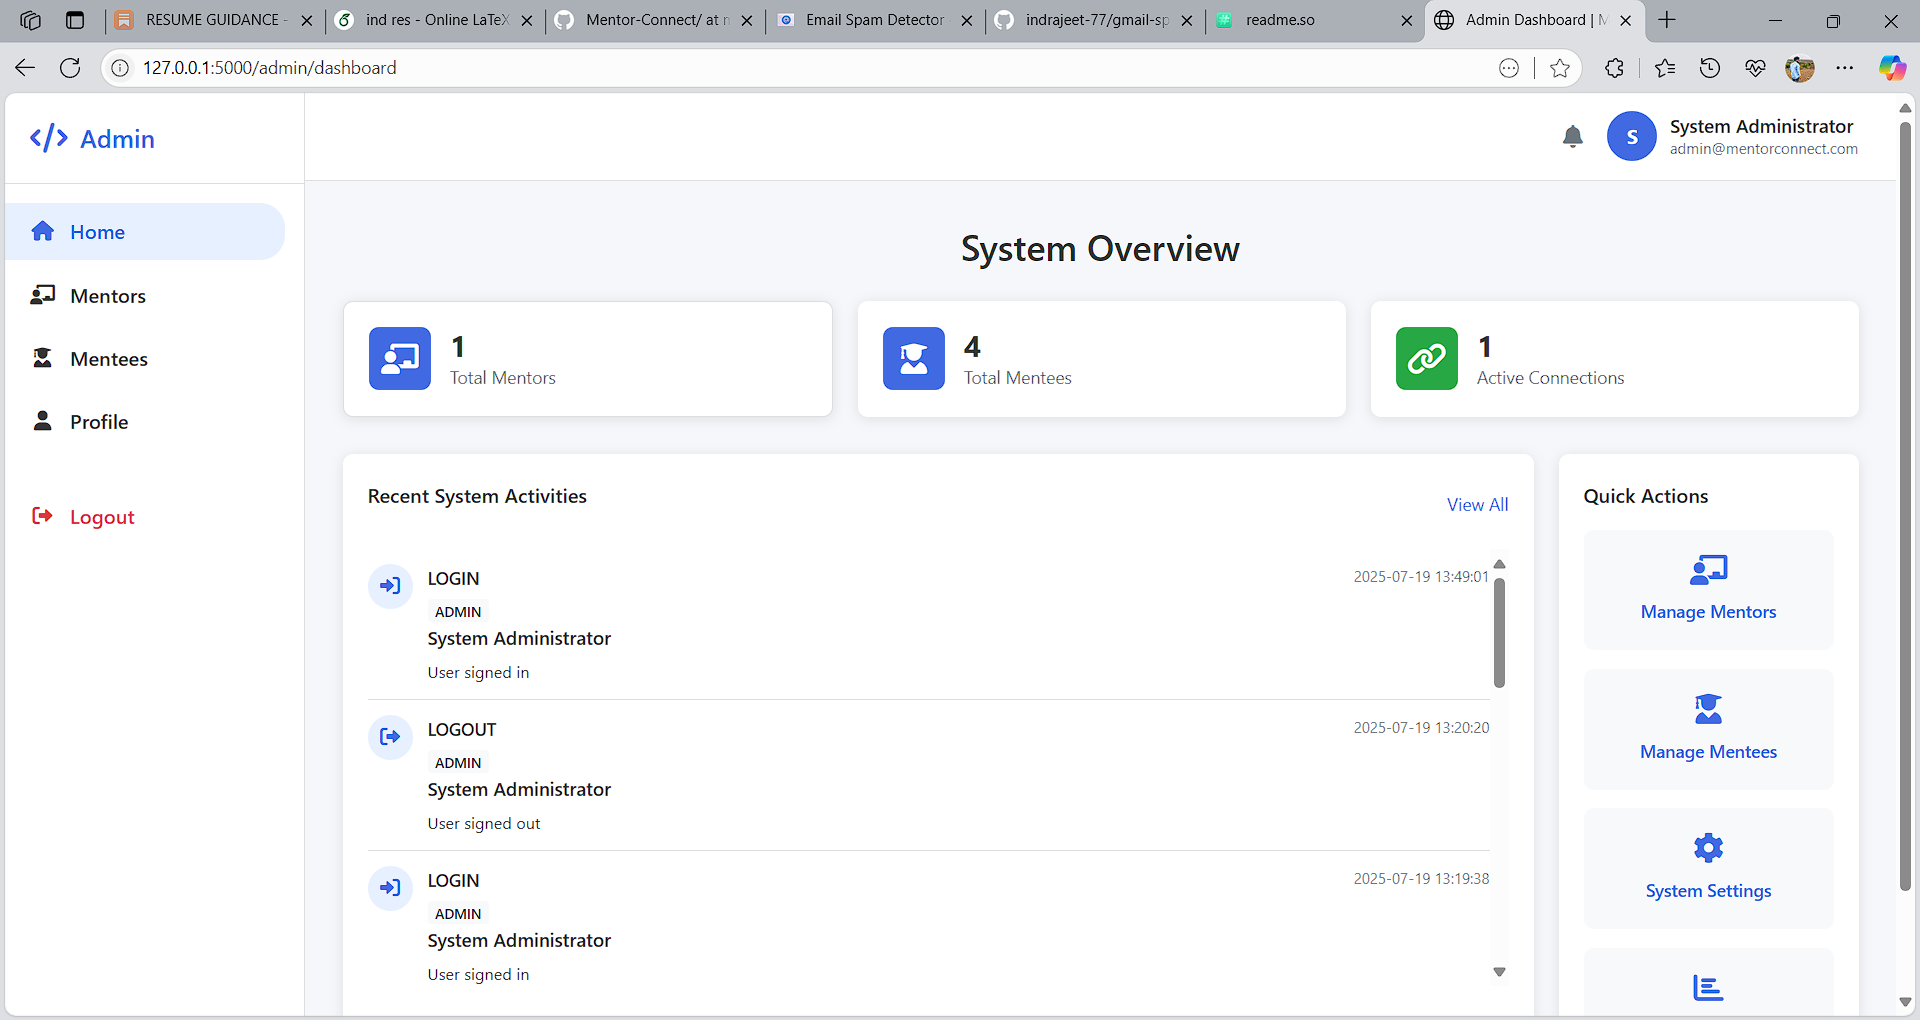 RESUME GUIDANCE -
ind res - Online LaTeX
Mentor-Connect/ at m
Email Spam Detector
indrajeet-77/gmail-sp
readme.so
Admin Dashboard | M
127.0.0.1:5000/admin/dashboard
</> Admin
S
System Administrator
admin@mentorconnect.com
Home
Mentors
Mentees
Profile
Logout
System Overview
1
Total Mentors
4
Total Mentees
1
Active Connections
Recent System Activities
View All
LOGIN
2025-07-19 13:49:01
ADMIN
System Administrator
User signed in
LOGOUT
2025-07-19 13:20:20
ADMIN
System Administrator
User signed out
LOGIN
2025-07-19 13:19:38
ADMIN
System Administrator
User signed in
Quick Actions
Manage Mentors
Manage Mentees
System Settings